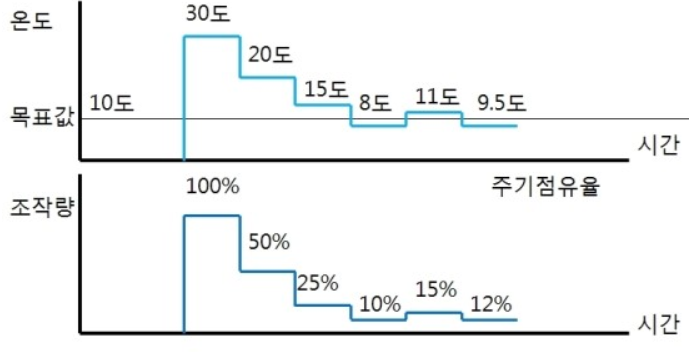 온도
30도
20도
15도
8도
11도
9.5도
목표값
10도
시간
조작량
100%
주기점유율
50%
25%
10%
15%
12%
시간